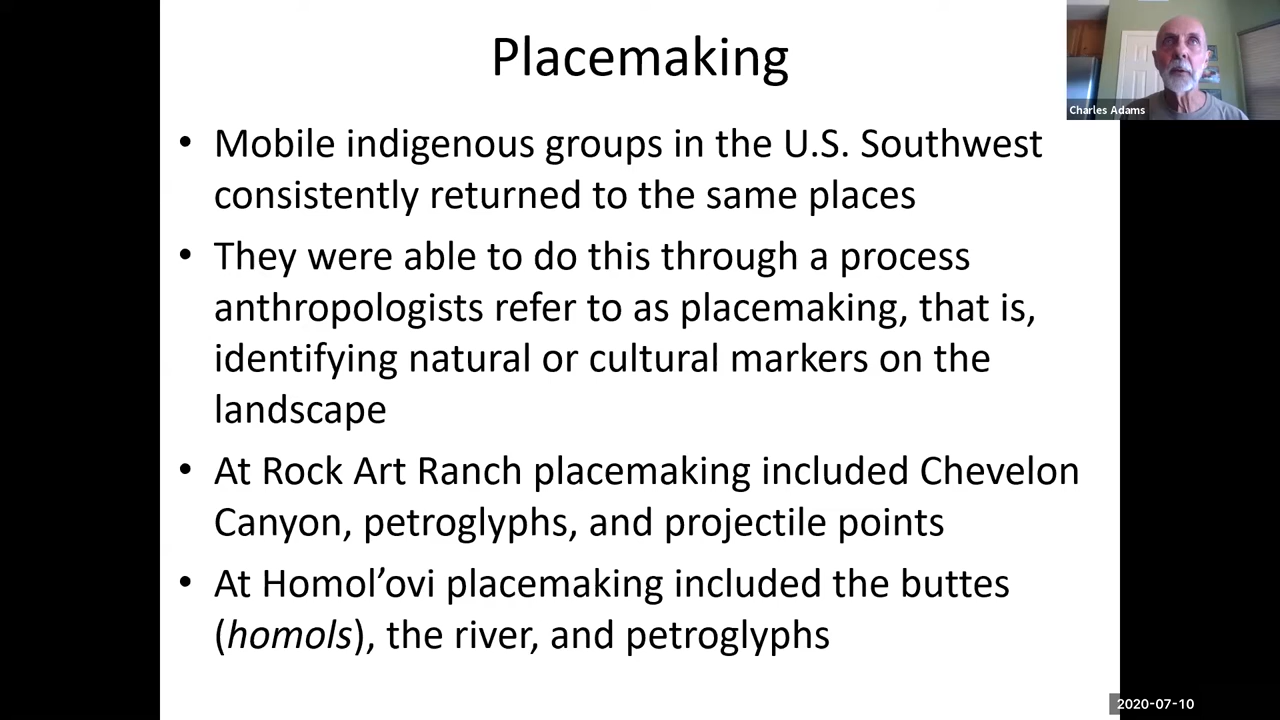 Placemaking
Charles Adams
• Mobile indigenous groups in the U.S. Southwest
consistently returned to the same places
• They were able to do this through a process
anthropologists refer to as placemaking, that is,
identifying natural or cultural markers on the
landscape
• At Rock Art Ranch placemaking included Chevelon
Canyon, petroglyphs, and projectile points
• At Homol’ovi placemaking included the buttes
(homols), the river, and petroglyphs
2020-07-10